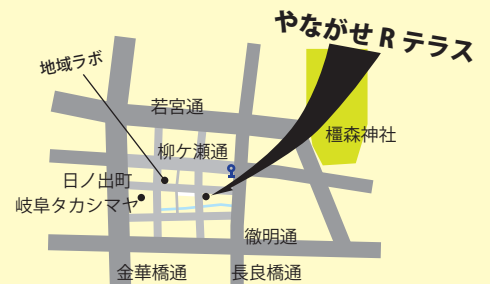 やながせ R テラス
地域ラボ
若宮通
橿森神社
柳ケ瀬通
日ノ出町
岐阜タカシマヤ
徹明通
金華橋通
長良橋通